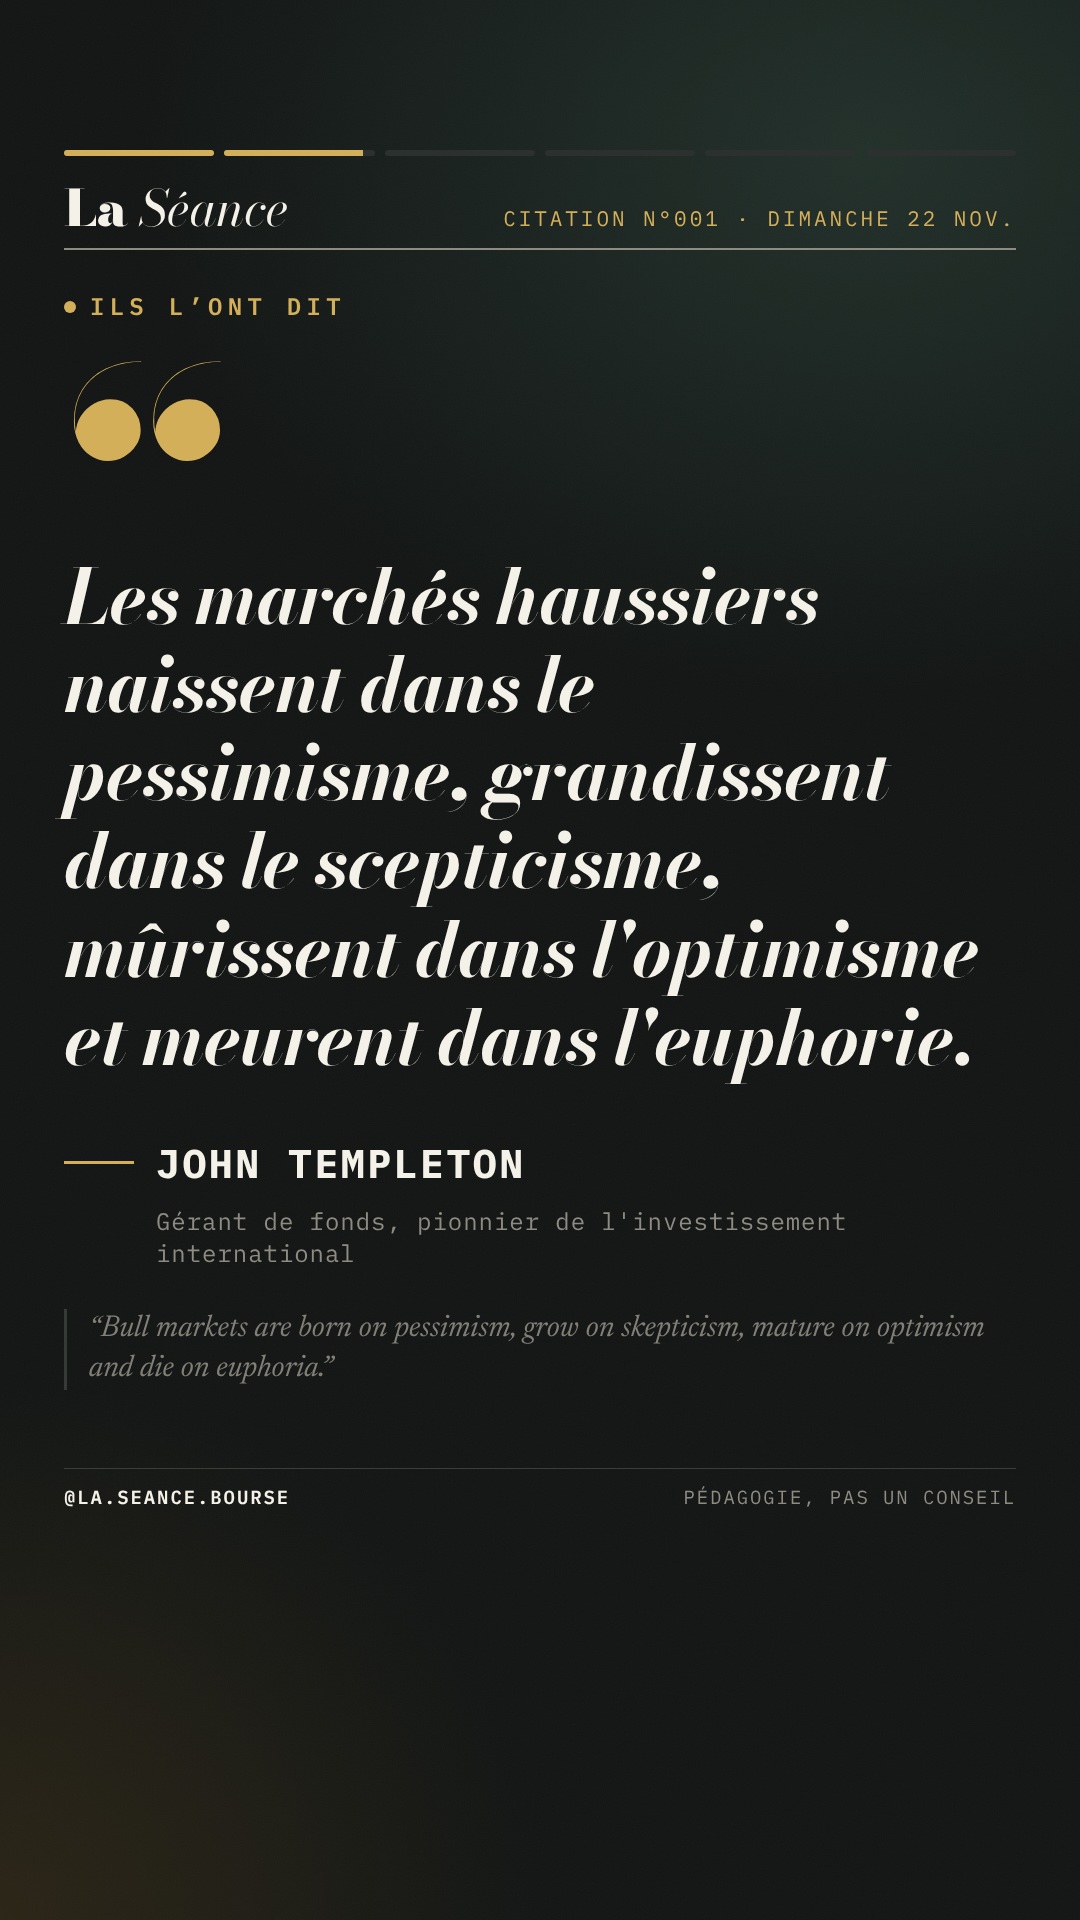 La Séance
CITATION N°001 · DIMANCHE 22 NOV.
ILS L’ONT DIT
“
Les marchés haussiers
naissent dans le
pessimisme, grandissent
dans le scepticisme,
mûrissent dans l'optimisme
et meurent dans l'euphorie.
JOHN TEMPLETON
Gérant de fonds, pionnier de l'investissement
international
“Bull markets are born on pessimism, grow on skepticism, mature on optimism
and die on euphoria.”
@LA.SEANCE.BOURSE
PÉDAGOGIE, PAS UN CONSEIL